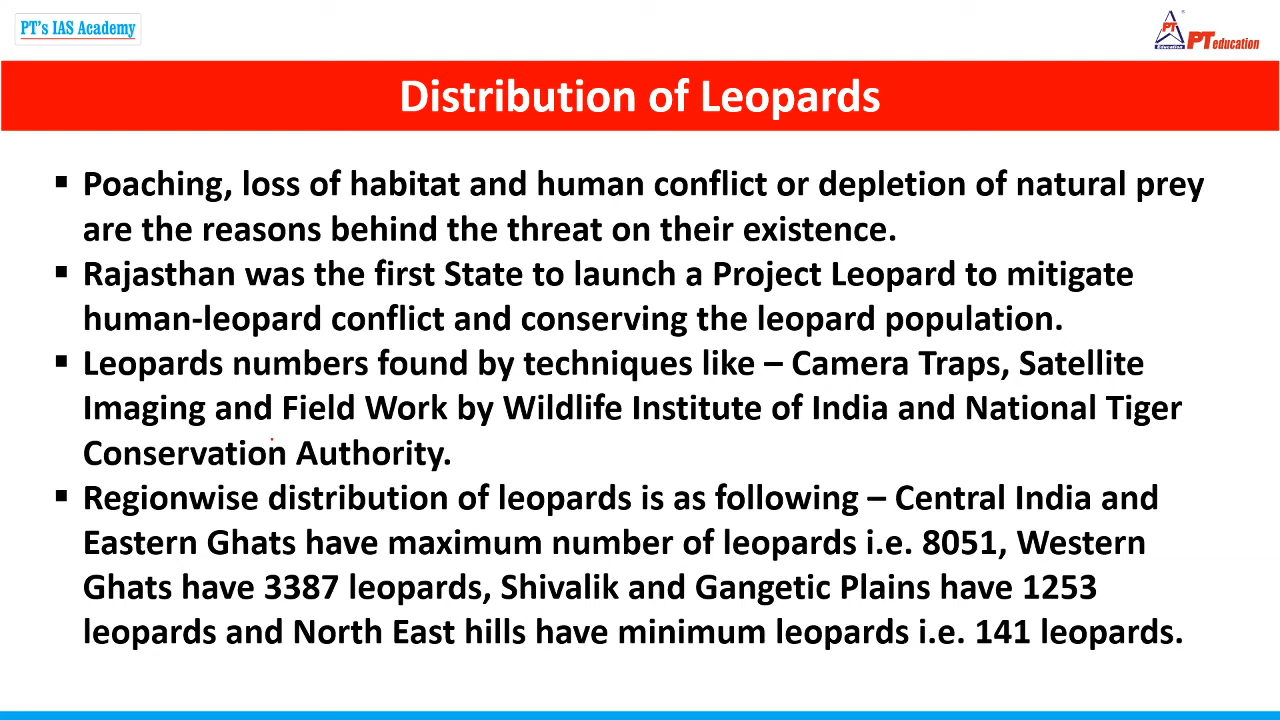 PT's IAS Academy
PT
Education
PT education
Distribution of Leopards
▪ Poaching, loss of habitat and human conflict or depletion of natural prey
are the reasons behind the threat on their existence.
▪ Rajasthan was the first State to launch a Project Leopard to mitigate
human-leopard conflict and conserving the leopard population.
▪ Leopards numbers found by techniques like – Camera Traps, Satellite
Imaging and Field Work by Wildlife Institute of India and National Tiger
Conservation Authority.
▪ Regionwise distribution of leopards is as following – Central India and
Eastern Ghats have maximum number of leopards i.e. 8051, Western
Ghats have 3387 leopards, Shivalik and Gangetic Plains have 1253
leopards and North East hills have minimum leopards i.e. 141 leopards.